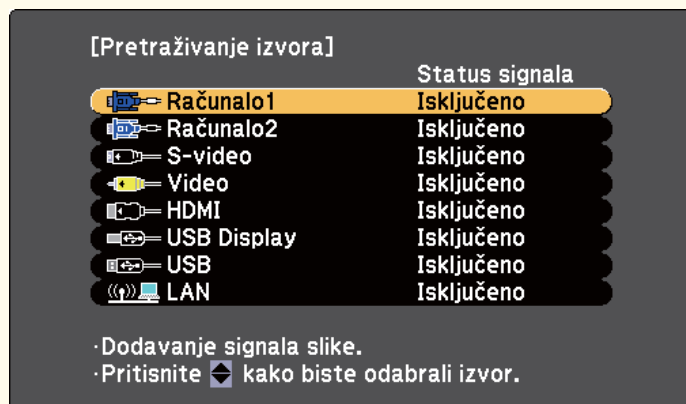 [Pretraživanje izvora]
Status signala
Računalo1 Isključeno
Računalo2 Isključeno
S-video Isključeno
Video Isključeno
HDMI Isključeno
USB Display Isključeno
USB Isključeno
LAN Isključeno
·Dodavanje signala slike.
·Pritisnite kako biste odabrali izvor.